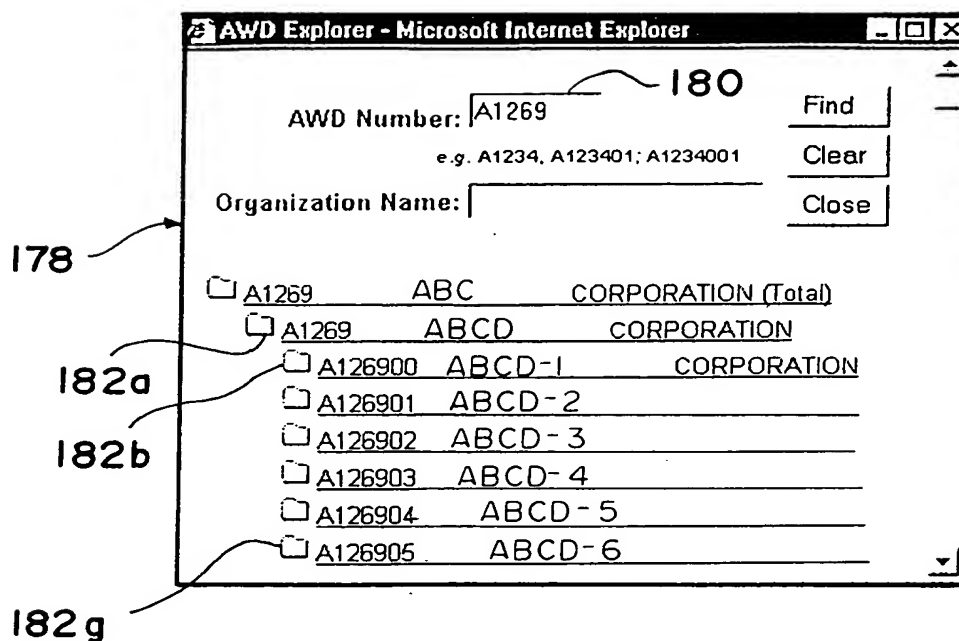 AWD Explorer - Microsoft Internet Explorer
180
AWD Number: A1269
Find
e.g. A1234, A123401; A1234001
Clear
Organization Name:
Close
178
A1269 ABC CORPORATION (Total)
A1269 ABCD CORPORATION
182a
A126900 ABCD-1 CORPORATION
182b
A126901 ABCD-2
A126902 ABCD-3
A126903 ABCD-4
A126904 ABCD-5
A126905 ABCD-6
182g